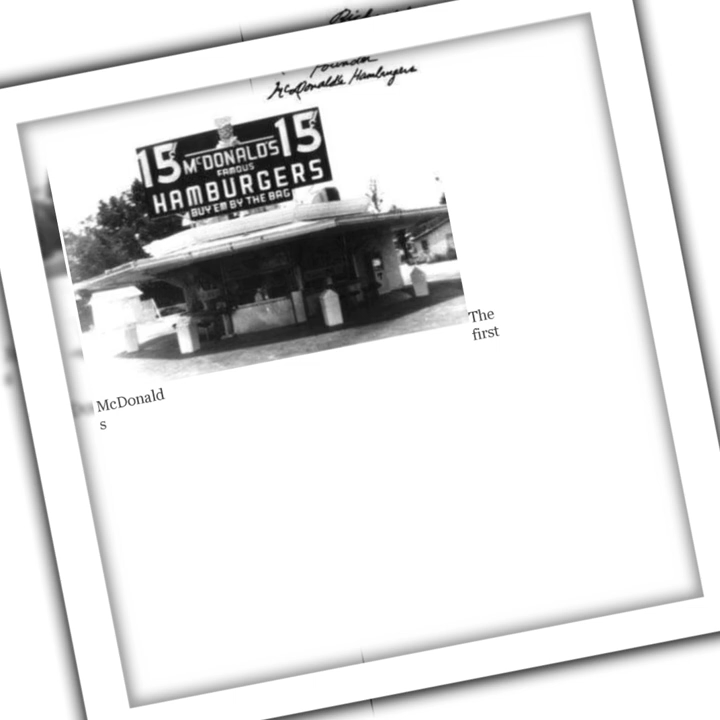 Founder
McDonald's Hamburgers
15¢ McDONALD'S 15¢
FAMOUS
HAMBURGERS
BUY'EM BY THE BAG
The
first
McDonald
s